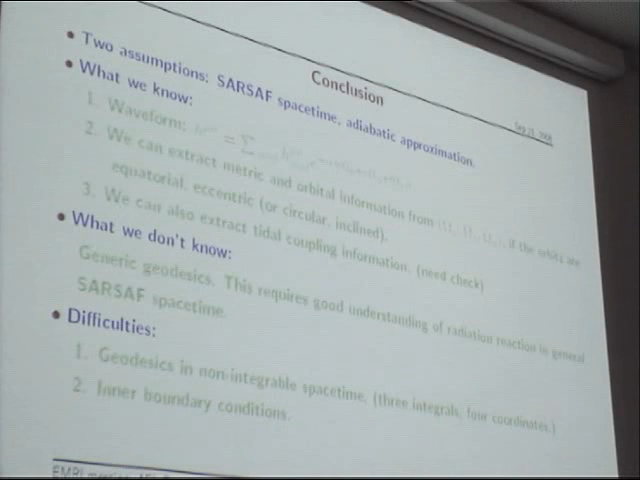 Conclusion
Sep 21, 
• Two assumptions: SARSAF spacetime, adiabatic approximation.
• What we know:
1. Waveform:
2. We can extract metric and orbital information from if the orbits are
equatorial, eccentric (or circular, inclined).
3. We can also extract tidal coupling information. (need check)
• What we don't know:
Generic geodesics. This requires good understanding of radiation reaction in general
SARSAF spacetime.
• Difficulties:
1. Geodesics in non-integrable spacetime, (three integrals, four coordinates.)
2. Inner boundary conditions.
EMRI